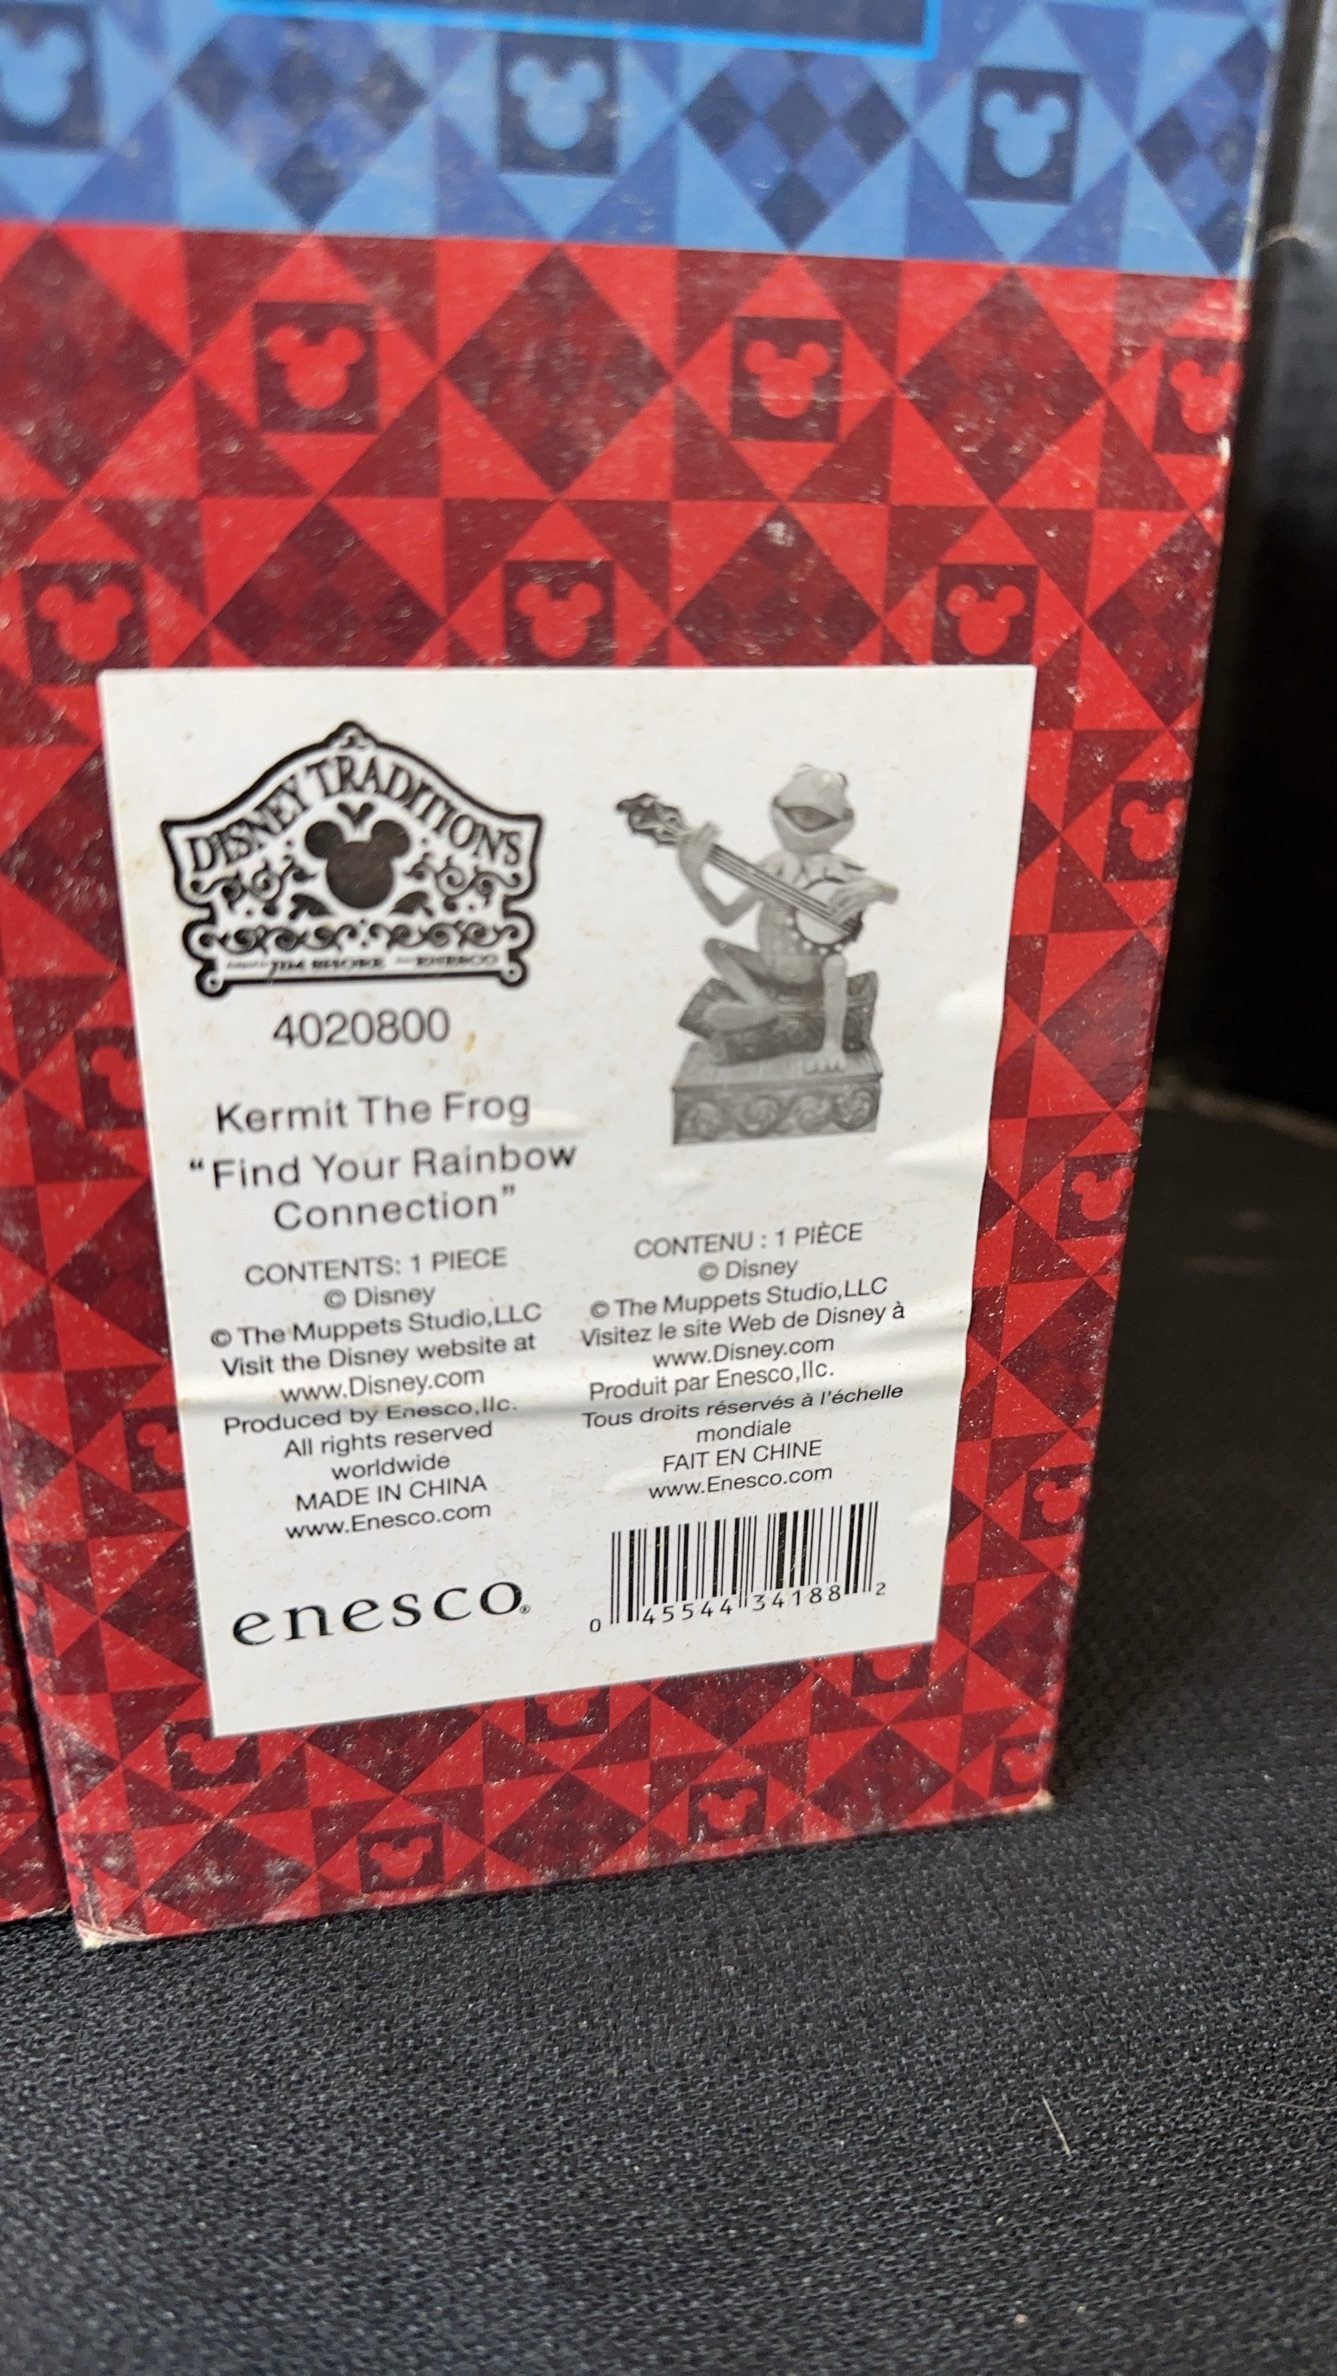 DISNEY TRADITIONS
JIM SHORE ENESCO
4020800
Kermit The Frog
“Find Your Rainbow
Connection”
CONTENTS: 1 PIECE
© Disney
© The Muppets Studio,LLC
Visit the Disney website at
www.Disney.com
Produced by Enesco,llc.
All rights reserved
worldwide
MADE IN CHINA
www.Enesco.com
enesco®
CONTENU : 1 PIÈCE
© Disney
© The Muppets Studio,LLC
Visitez le site Web de Disney à
www.Disney.com
Produit par Enesco,llc.
Tous droits réservés à l'échelle
mondiale
FAIT EN CHINE
www.Enesco.com
0 45544 34188 2